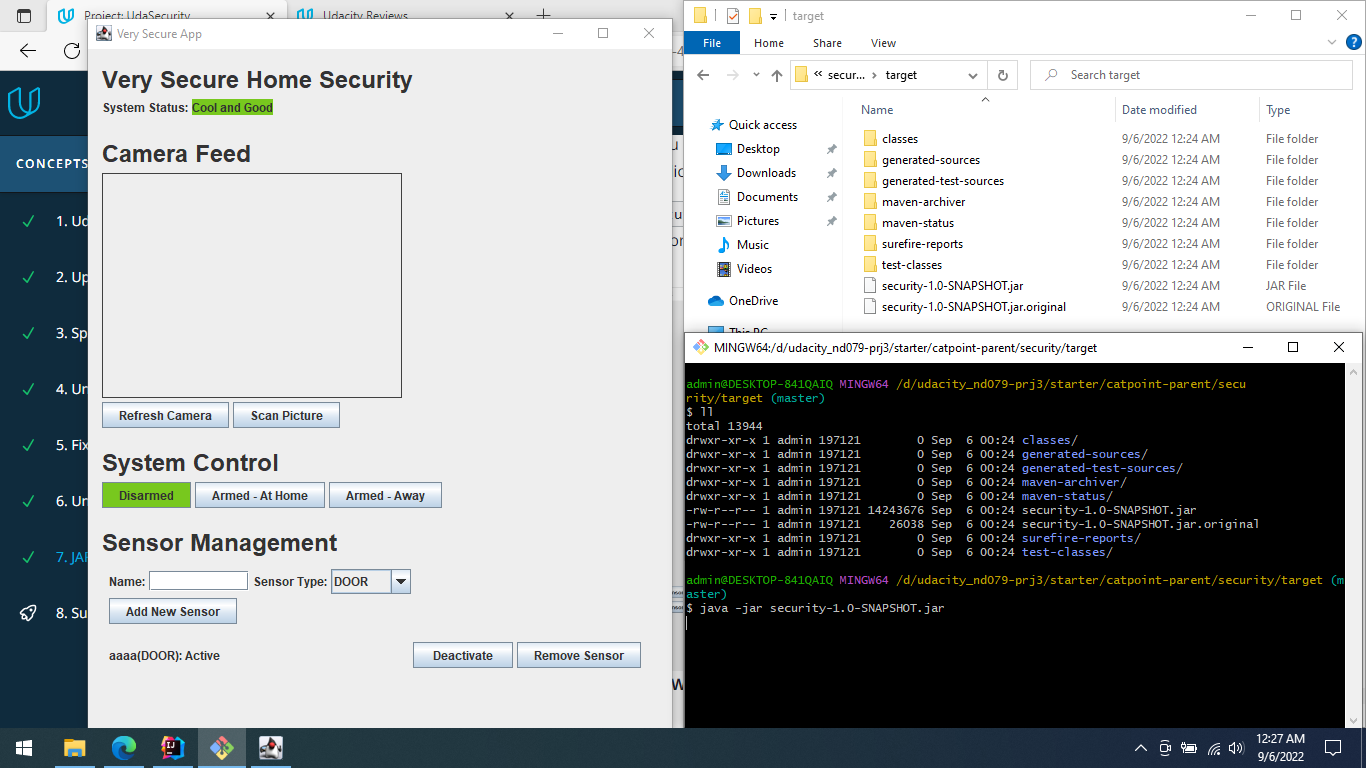 Project: UdaSecurity
Udacity Reviews
CONCEPTS
1. Ud
2. Up
3. Sp
4. Un
5. Fix
6. Un
7. JAR
8. Su
Very Secure App
Very Secure Home Security
System Status: Cool and Good
Camera Feed
Refresh Camera
Scan Picture
System Control
Disarmed
Armed - At Home
Armed - Away
Sensor Management
Name:
Sensor Type: DOOR
Add New Sensor
aaaa(DOOR): Active
Deactivate
Remove Sensor
target
File
Home
Share
View
« secur... › target
Search target
Name
Date modified
Type
Quick access
Desktop
Downloads
Documents
Pictures
Music
Videos
OneDrive
This PC
classes 9/6/2022 12:24 AM File folder
generated-sources 9/6/2022 12:24 AM File folder
generated-test-sources 9/6/2022 12:24 AM File folder
maven-archiver 9/6/2022 12:24 AM File folder
maven-status 9/6/2022 12:24 AM File folder
surefire-reports 9/6/2022 12:24 AM File folder
test-classes 9/6/2022 12:24 AM File folder
security-1.0-SNAPSHOT.jar 9/6/2022 12:24 AM JAR File
security-1.0-SNAPSHOT.jar.original 9/6/2022 12:24 AM ORIGINAL File
MINGW64:/d/udacity_nd079-prj3/starter/catpoint-parent/security/target
admin@DESKTOP-841QAIQ MINGW64 /d/udacity_nd079-prj3/starter/catpoint-parent/secu
rity/target (master)
$ ll
total 13944
drwxr-xr-x 1 admin 197121 0 Sep 6 00:24 classes/
drwxr-xr-x 1 admin 197121 0 Sep 6 00:24 generated-sources/
drwxr-xr-x 1 admin 197121 0 Sep 6 00:24 generated-test-sources/
drwxr-xr-x 1 admin 197121 0 Sep 6 00:24 maven-archiver/
drwxr-xr-x 1 admin 197121 0 Sep 6 00:24 maven-status/
-rw-r--r-- 1 admin 197121 14243676 Sep 6 00:24 security-1.0-SNAPSHOT.jar
-rw-r--r-- 1 admin 197121 26038 Sep 6 00:24 security-1.0-SNAPSHOT.jar.original
drwxr-xr-x 1 admin 197121 0 Sep 6 00:24 surefire-reports/
drwxr-xr-x 1 admin 197121 0 Sep 6 00:24 test-classes/
admin@DESKTOP-841QAIQ MINGW64 /d/udacity_nd079-prj3/starter/catpoint-parent/security/target (m
aster)
$ java -jar security-1.0-SNAPSHOT.jar
12:27 AM
9/6/2022